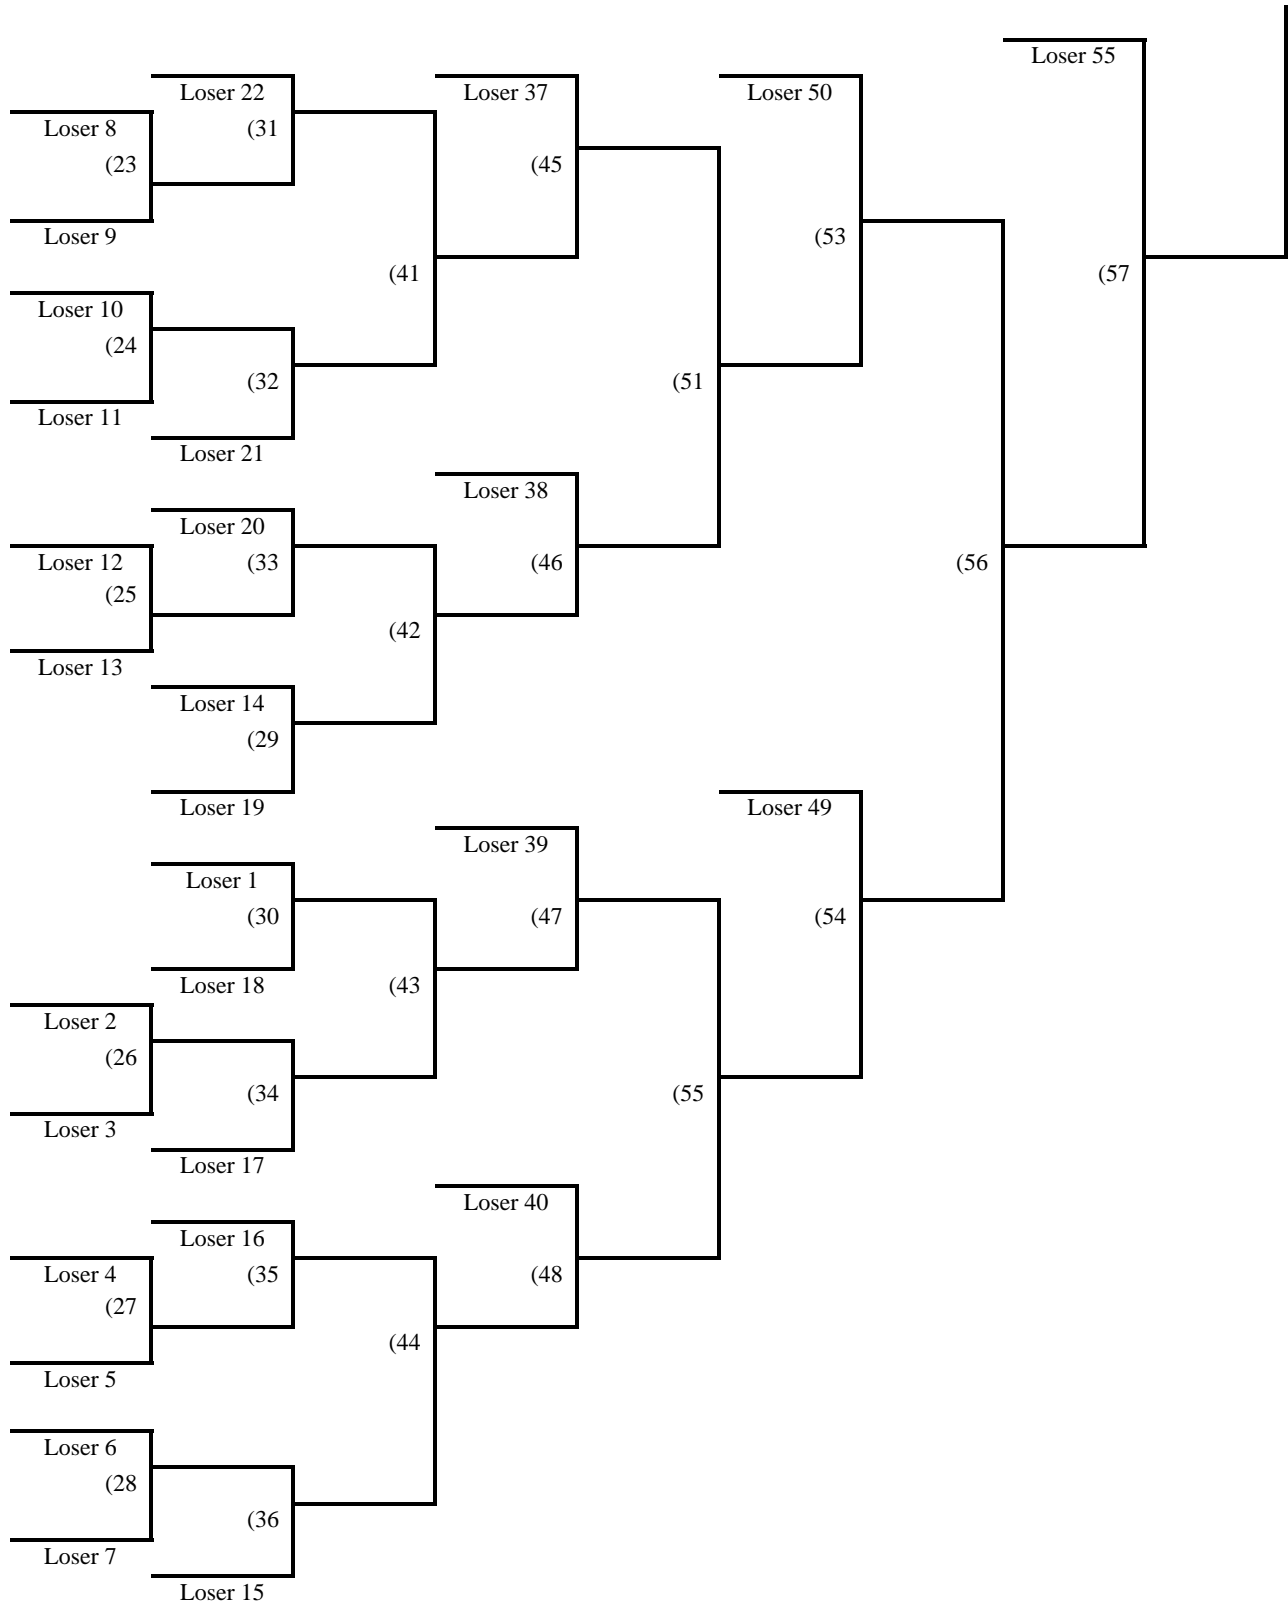 Loser 55
Loser 22
Loser 37
Loser 50
Loser 8
(31
(23
(45
Loser 9
(53
(41
(57
Loser 10
(24
(32
(51
Loser 11
Loser 21
Loser 38
Loser 20
Loser 12
(33
(46
(56
(25
(42
Loser 13
Loser 14
(29
Loser 19
Loser 49
Loser 39
Loser 1
(30
(47
(54
Loser 18
(43
Loser 2
(26
(34
(55
Loser 3
Loser 17
Loser 40
Loser 16
Loser 4
(35
(48
(27
(44
Loser 5
Loser 6
(28
(36
Loser 7
Loser 15